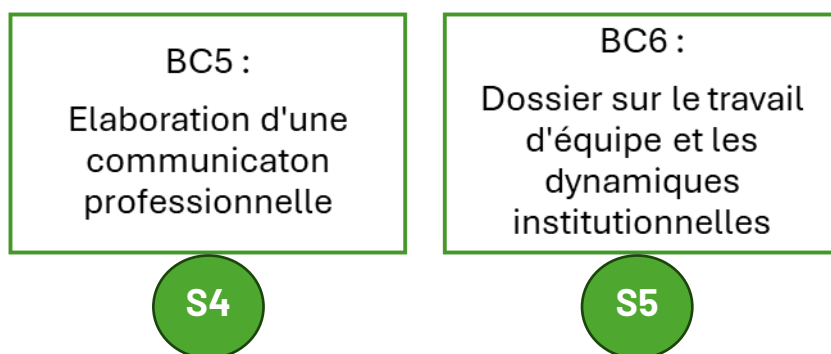 BC5 :
Elaboration d'une
communicaton
professionnelle
S4
BC6 :
Dossier sur le travail
d'équipe et les
dynamiques
institutionnelles
S5